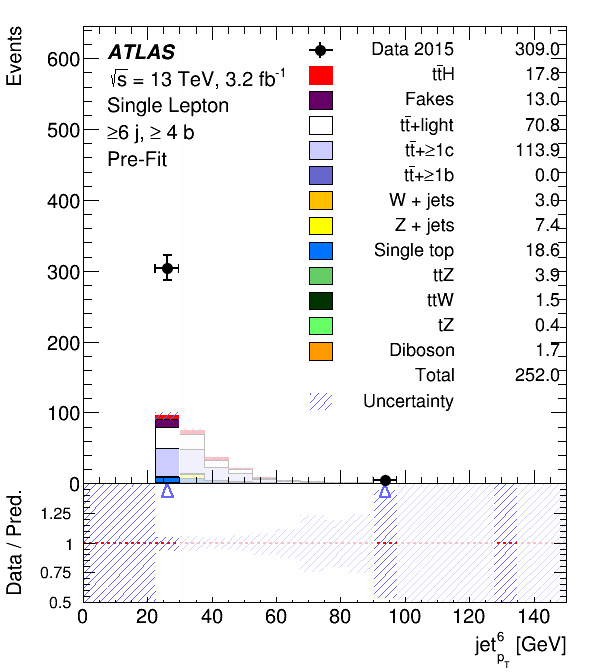 Events
600
500
400
300
200
100
0
ATLAS
√s = 13 TeV, 3.2 fb⁻¹
Single Lepton
≥6 j, ≥ 4 b
Pre-Fit
Data 2015 309.0
tt̄H 17.8
Fakes 13.0
tt̄+light 70.8
tt̄+≥1c 113.9
tt̄+≥1b 0.0
W + jets 3.0
Z + jets 7.4
Single top 18.6
ttZ 3.9
ttW 1.5
tZ 0.4
Diboson 1.7
Total 252.0
Uncertainty
Data / Pred.
1.25
1
0.75
0.5
0 20 40 60 80 100 120 140
jet⁶pT [GeV]